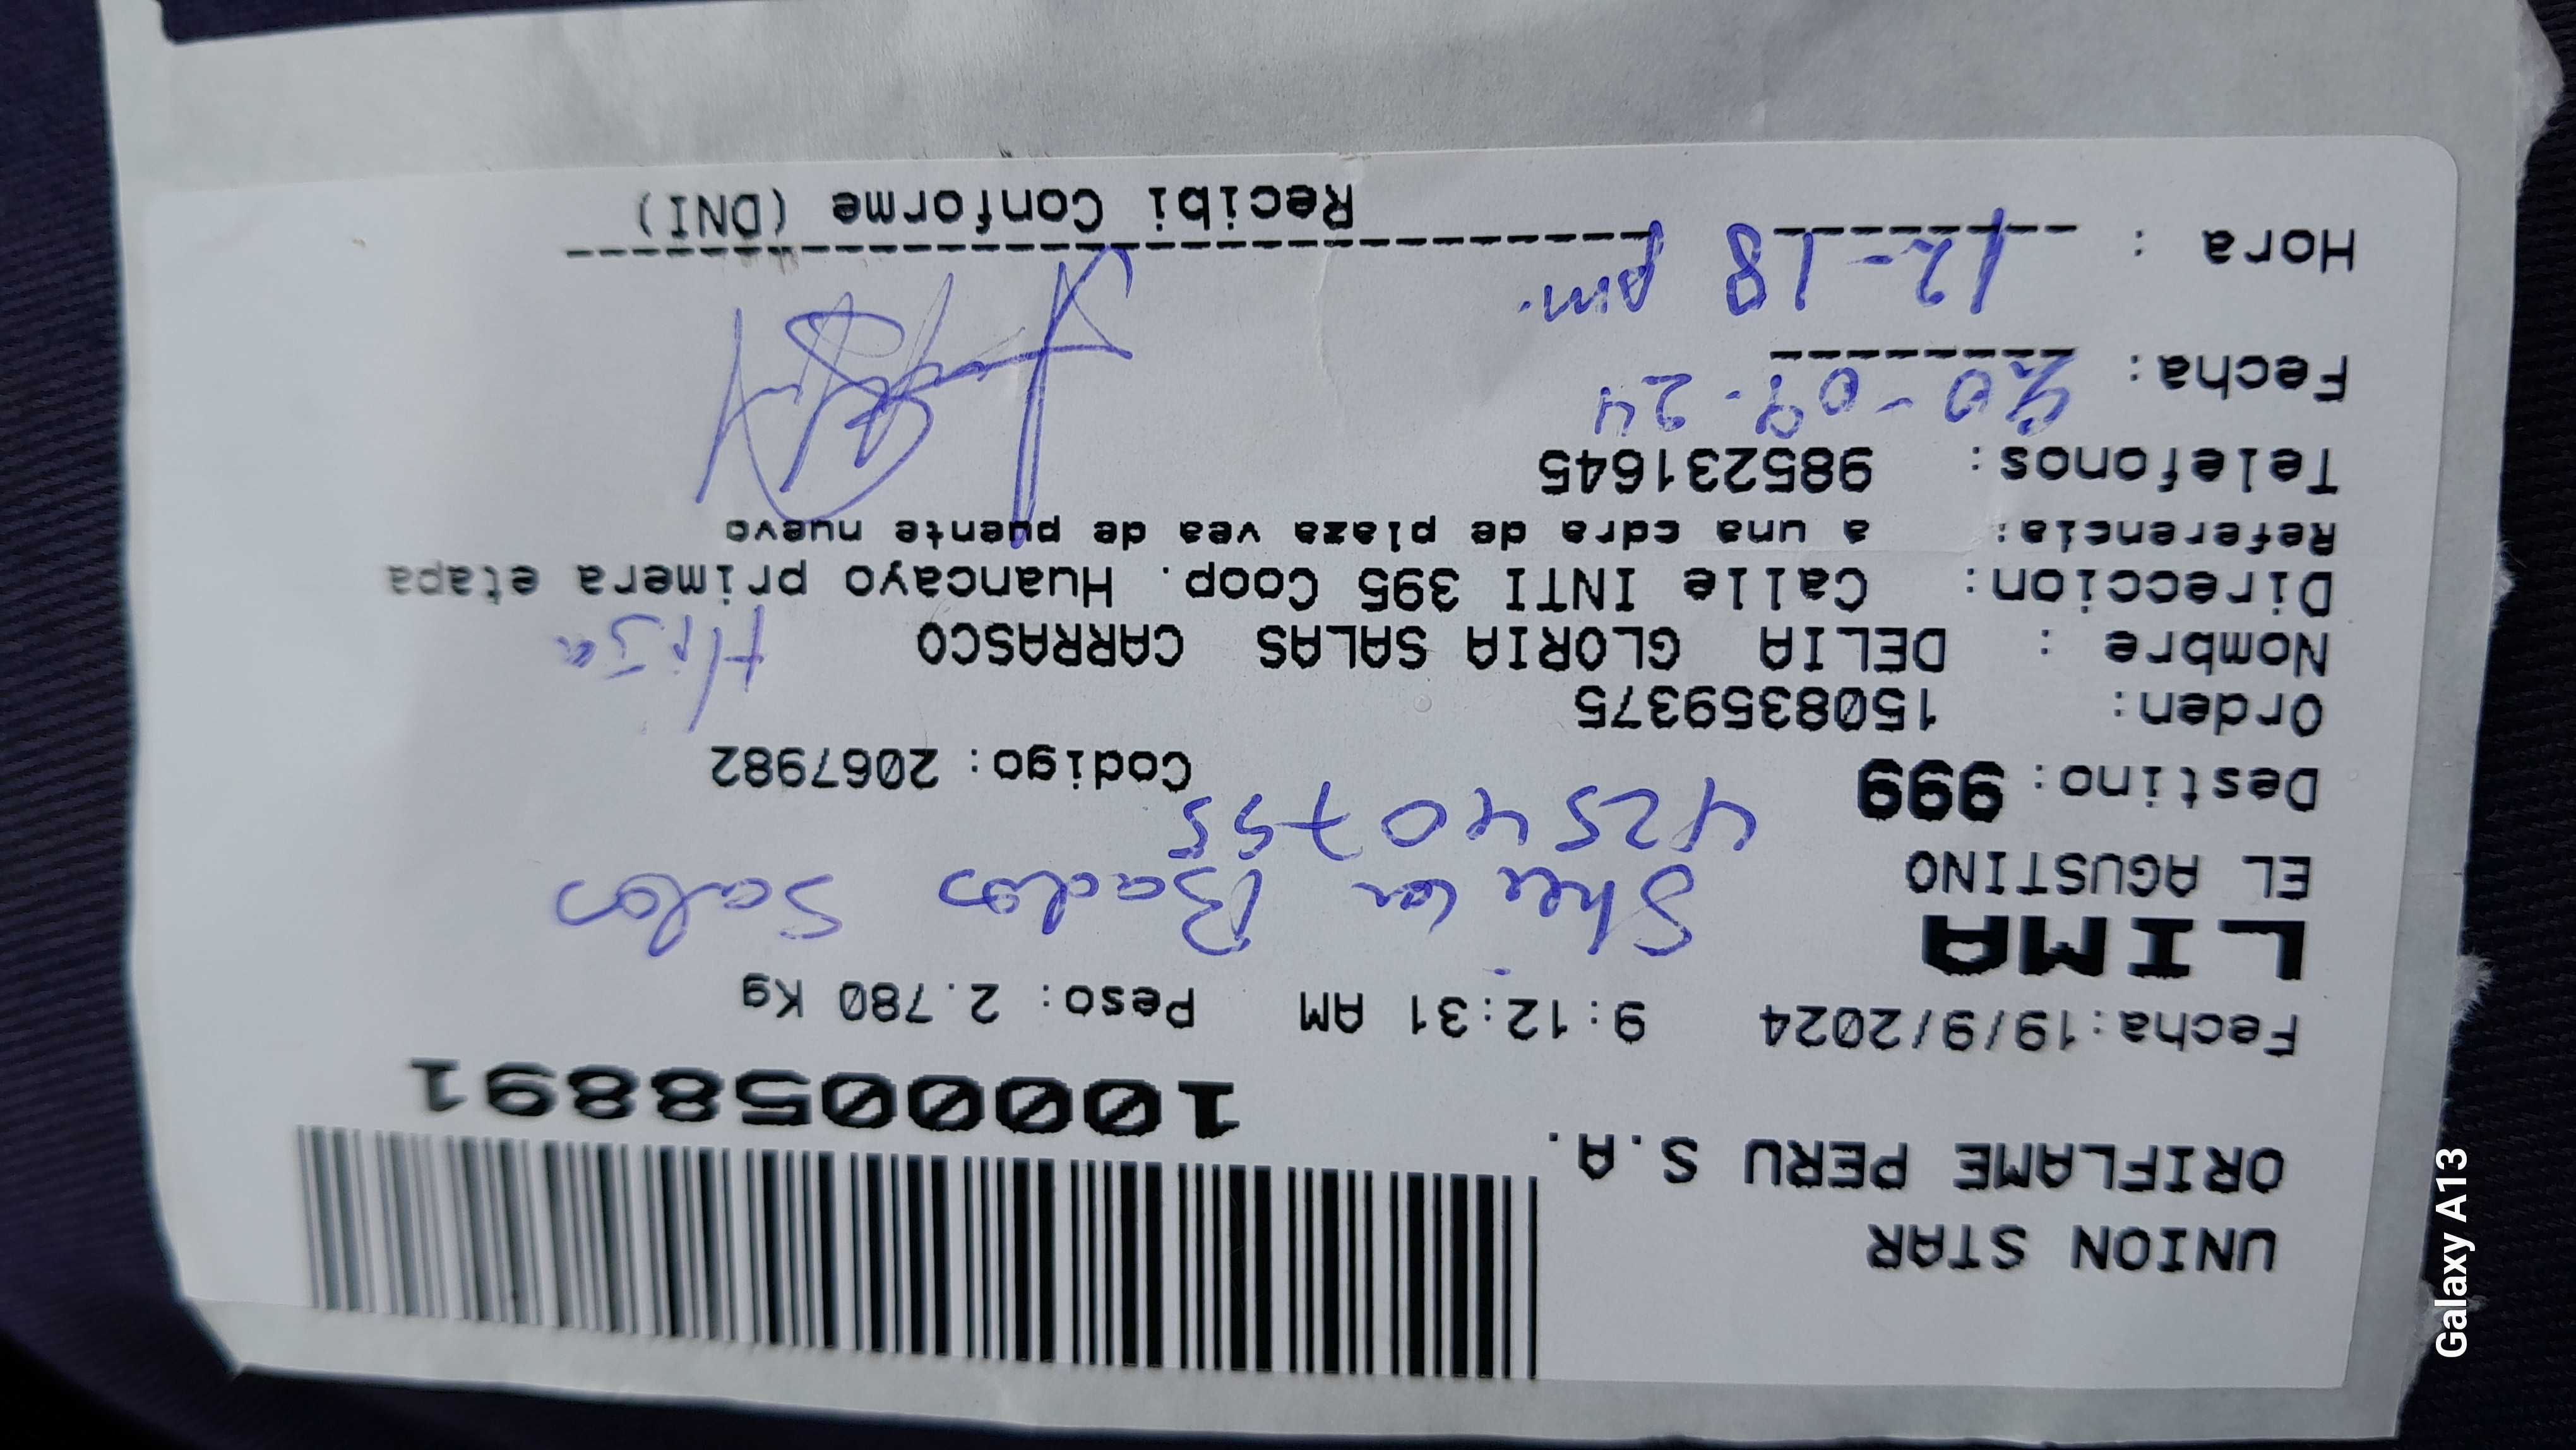 UNION STAR
ORIFLAME PERU S.A.
1000058891
Fecha:19/9/2024 9:12:31 AM Peso: 2.780 Kg
LIMA
Bados Salas
EL AGUSTINO
42540755
Destino: 999 Codigo: 2067982
Orden: 1508359375
Nombre : DELIA GLORIA SALAS CARRASCO Hija
Direccion: Calle INTI 395 Coop. Huancayo primera etapa
Referencia: a una cdra de plaza vea de puente nuevo
Telefonos: 985231645
Fecha: 20-09-24
Hora : 12-18 pm.
Recibi Conforme (DNI)
Galaxy A13